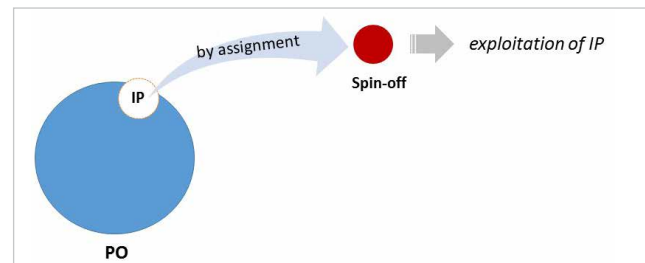 by assignment
exploitation of IP
Spin-off
IP
PO